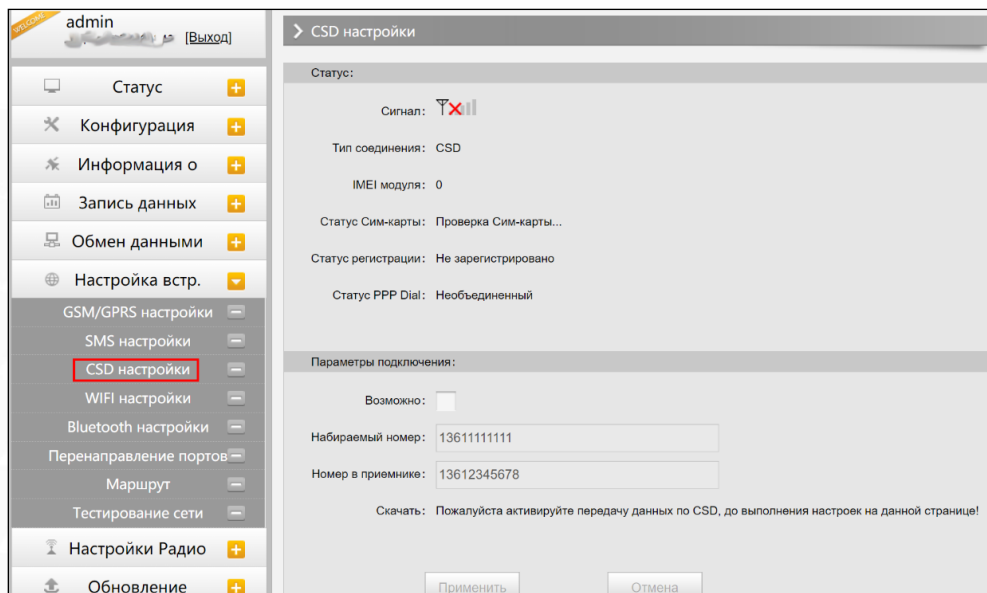 WELCOME
admin
[Выход]
Статус
Конфигурация
Информация о
Запись данных
Обмен данными
Настройка встр.
GSM/GPRS настройки
SMS настройки
CSD настройки
WIFI настройки
Bluetooth настройки
Перенаправление портов
Маршрут
Тестирование сети
Настройки Радио
Обновление
CSD настройки
Статус:
Сигнал:
Тип соединения: CSD
IMEI модуля: 0
Статус Сим-карты: Проверка Сим-карты...
Статус регистрации: Не зарегистрировано
Статус PPP Dial: Необъединенный
Параметры подключения:
Возможно:
Набираемый номер: 13611111111
Номер в приемнике: 13612345678
Скачать: Пожалуйста активируйте передачу данных по CSD, до выполнения настроек на данной странице!
Применить Отмена